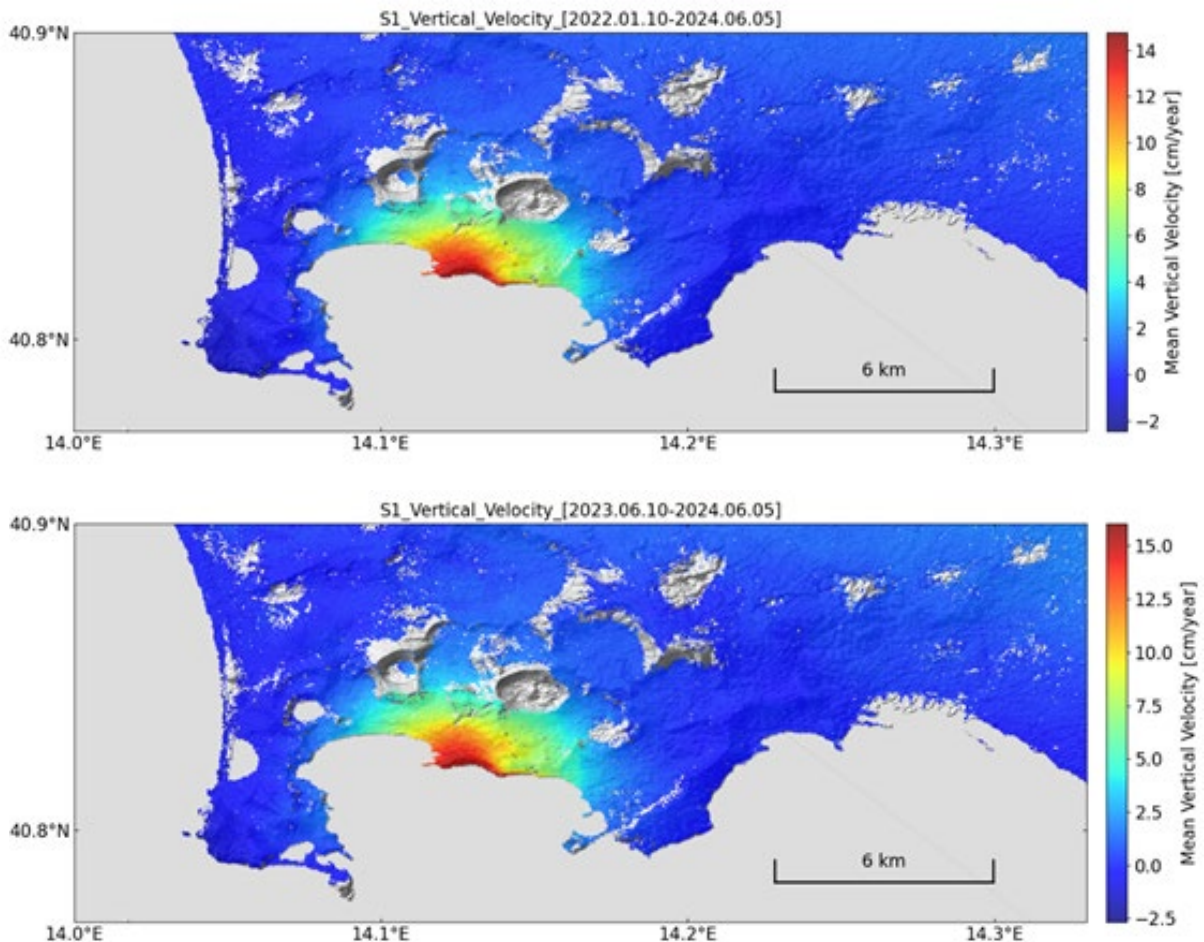 S1_Vertical_Velocity_[2022.01.10-2024.06.05]
40.9°N
40.8°N
14.0°E
14.1°E
14.2°E
14.3°E
6 km
14
12
10
8
6
4
2
0
−2
Mean Vertical Velocity [cm/year]
S1_Vertical_Velocity_[2023.06.10-2024.06.05]
40.9°N
40.8°N
14.0°E
14.1°E
14.2°E
14.3°E
6 km
15.0
12.5
10.0
7.5
5.0
2.5
0.0
−2.5
Mean Vertical Velocity [cm/year]